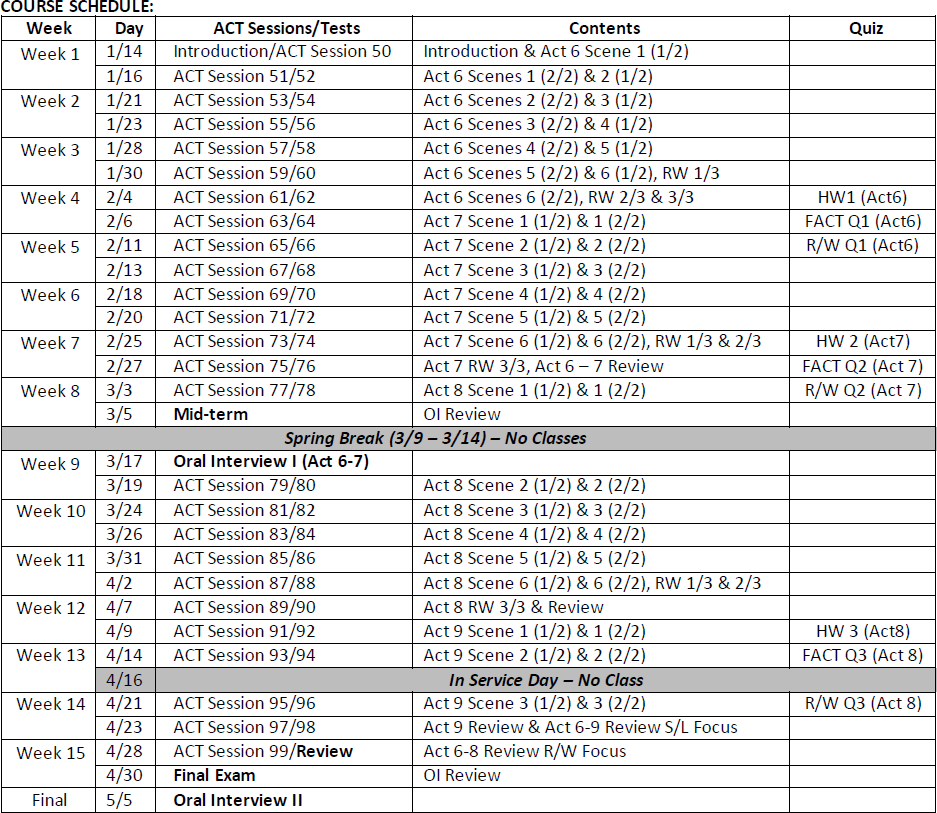 COURSE SCHEDULE:
Week Day ACT Sessions/Tests Contents Quiz
Week 1 1/14 Introduction/ACT Session 50 Introduction & Act 6 Scene 1 (1/2)
1/16 ACT Session 51/52 Act 6 Scenes 1 (2/2) & 2 (1/2)
Week 2 1/21 ACT Session 53/54 Act 6 Scenes 2 (2/2) & 3 (1/2)
1/23 ACT Session 55/56 Act 6 Scenes 3 (2/2) & 4 (1/2)
Week 3 1/28 ACT Session 57/58 Act 6 Scenes 4 (2/2) & 5 (1/2)
1/30 ACT Session 59/60 Act 6 Scenes 5 (2/2) & 6 (1/2), RW 1/3
Week 4 2/4 ACT Session 61/62 Act 6 Scenes 6 (2/2), RW 2/3 & 3/3 HW1 (Act6)
2/6 ACT Session 63/64 Act 7 Scene 1 (1/2) & 1 (2/2) FACT Q1 (Act6)
Week 5 2/11 ACT Session 65/66 Act 7 Scene 2 (1/2) & 2 (2/2) R/W Q1 (Act6)
2/13 ACT Session 67/68 Act 7 Scene 3 (1/2) & 3 (2/2)
Week 6 2/18 ACT Session 69/70 Act 7 Scene 4 (1/2) & 4 (2/2)
2/20 ACT Session 71/72 Act 7 Scene 5 (1/2) & 5 (2/2)
Week 7 2/25 ACT Session 73/74 Act 7 Scene 6 (1/2) & 6 (2/2), RW 1/3 & 2/3 HW 2 (Act7)
2/27 ACT Session 75/76 Act 7 RW 3/3, Act 6 – 7 Review FACT Q2 (Act 7)
Week 8 3/3 ACT Session 77/78 Act 8 Scene 1 (1/2) & 1 (2/2) R/W Q2 (Act 7)
3/5 Mid-term OI Review
Spring Break (3/9 – 3/14) – No Classes
Week 9 3/17 Oral Interview I (Act 6-7)
3/19 ACT Session 79/80 Act 8 Scene 2 (1/2) & 2 (2/2)
Week 10 3/24 ACT Session 81/82 Act 8 Scene 3 (1/2) & 3 (2/2)
3/26 ACT Session 83/84 Act 8 Scene 4 (1/2) & 4 (2/2)
Week 11 3/31 ACT Session 85/86 Act 8 Scene 5 (1/2) & 5 (2/2)
4/2 ACT Session 87/88 Act 8 Scene 6 (1/2) & 6 (2/2), RW 1/3 & 2/3
Week 12 4/7 ACT Session 89/90 Act 8 RW 3/3 & Review
4/9 ACT Session 91/92 Act 9 Scene 1 (1/2) & 1 (2/2) HW 3 (Act8)
Week 13 4/14 ACT Session 93/94 Act 9 Scene 2 (1/2) & 2 (2/2) FACT Q3 (Act 8)
4/16 In Service Day – No Class
Week 14 4/21 ACT Session 95/96 Act 9 Scene 3 (1/2) & 3 (2/2) R/W Q3 (Act 8)
4/23 ACT Session 97/98 Act 9 Review & Act 6-9 Review S/L Focus
Week 15 4/28 ACT Session 99/Review Act 6-8 Review R/W Focus
4/30 Final Exam OI Review
Final 5/5 Oral Interview II